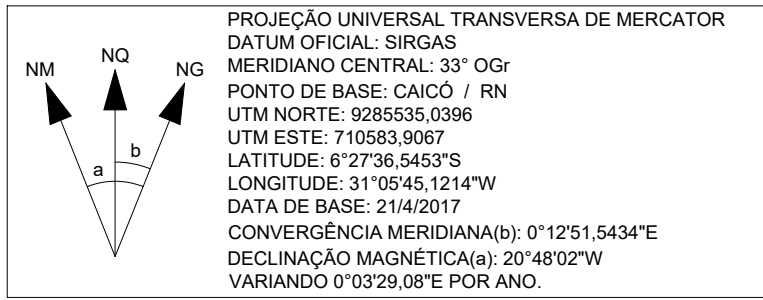 PROJEÇÃO UNIVERSAL TRANSVERSA DE MERCATOR
DATUM OFICIAL: SIRGAS
MERIDIANO CENTRAL: 33° OGr
PONTO DE BASE: CAICÓ / RN
UTM NORTE: 9285535,0396
UTM ESTE: 710583,9067
LATITUDE: 6°27'36,5453"S
LONGITUDE: 31°05'45,1214"W
DATA DE BASE: 21/4/2017
CONVERGÊNCIA MERIDIANA(b): 0°12'51,5434"E
DECLINAÇÃO MAGNÉTICA(a): 20°48'02"W
VARIANDO 0°03'29,08"E POR ANO.
NM
NQ
NG
a
b